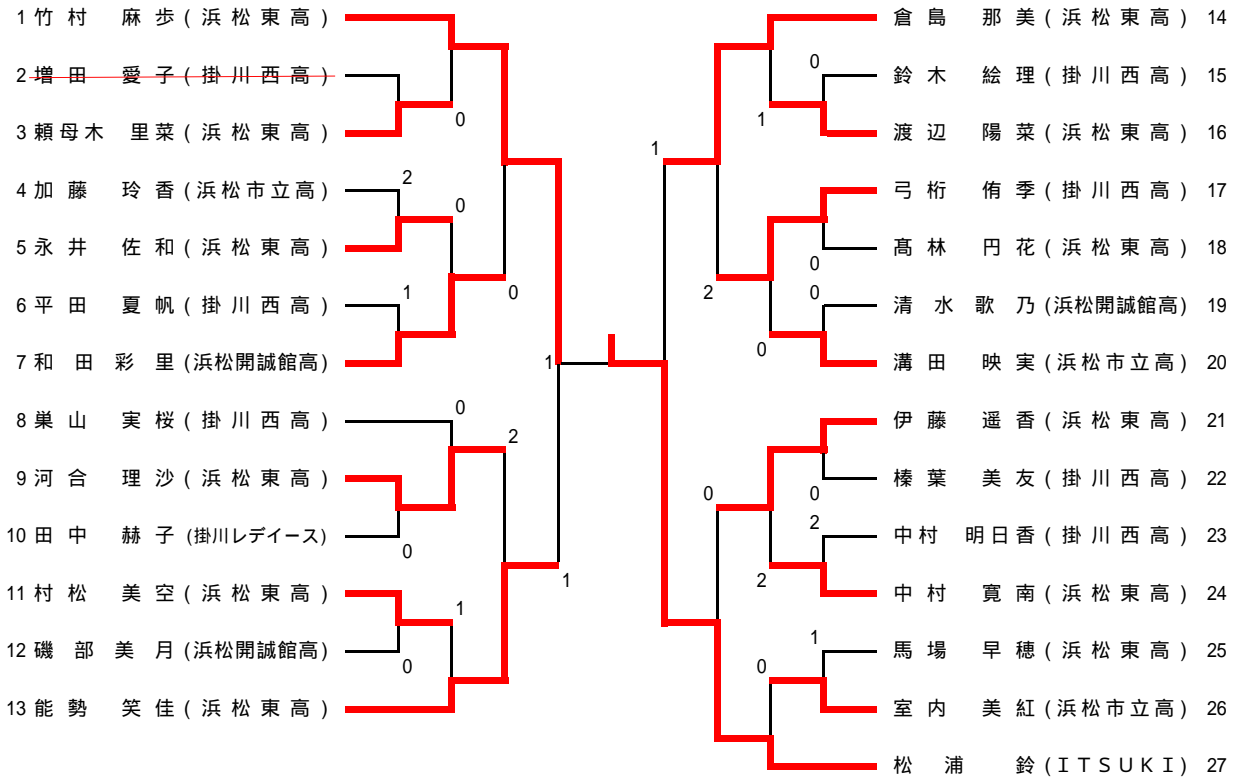 1 竹村 麻歩 (浜松東高)
2 増田 愛子 (掛川西高)
3 頼母木 里菜 (浜松東高)
4 加藤 玲香 (浜松市立高)
5 永井 佐和 (浜松東高)
6 平田 夏帆 (掛川西高)
7 和田 彩里 (浜松開誠館高)
8 巣山 実桜 (掛川西高)
9 河合 理沙 (浜松東高)
10 田中 赫子 (掛川レデイース)
11 村松 美空 (浜松東高)
12 磯部 美月 (浜松開誠館高)
13 能勢 笑佳 (浜松東高)
0
2
0
1
0
0
2
0
1
0
1
1
倉島 那美 (浜松東高) 14
鈴木 絵理 (掛川西高) 15
渡辺 陽菜 (浜松東高) 16
弓桁 侑季 (掛川西高) 17
髙林 円花 (浜松東高) 18
清水 歌乃 (浜松開誠館高) 19
溝田 映実 (浜松市立高) 20
伊藤 遥香 (浜松東高) 21
榛葉 美友 (掛川西高) 22
中村 明日香 (掛川西高) 23
中村 寛南 (浜松東高) 24
馬場 早穂 (浜松東高) 25
室内 美紅 (浜松市立高) 26
松浦 鈴 (ITSUKI) 27
0
1
1
0
2
0
0
0
0
2
2
1
0